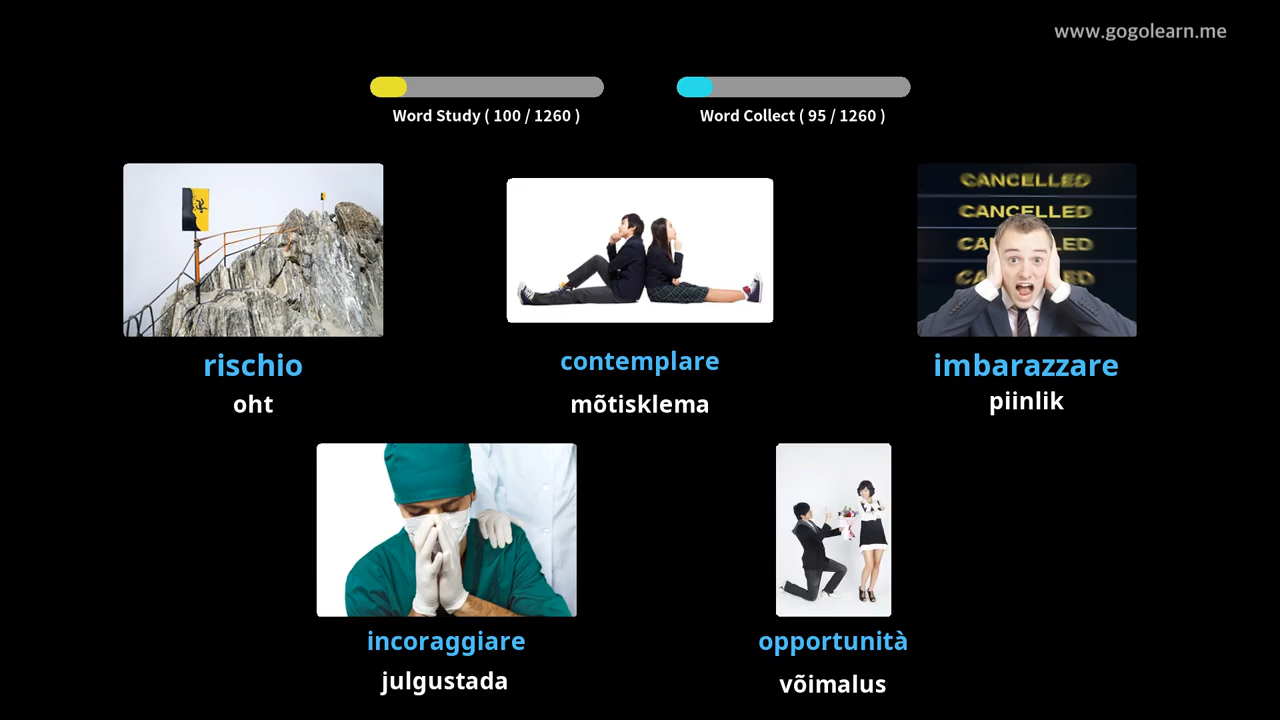 www.gogolearn.me
Word Study ( 100 / 1260 )
Word Collect ( 95 / 1260 )
CANCELLED
CANCELLED
rischio
oht
contemplare
mõtisklema
imbarazzare
piinlik
incoraggiare
julgustada
opportunità
võimalus